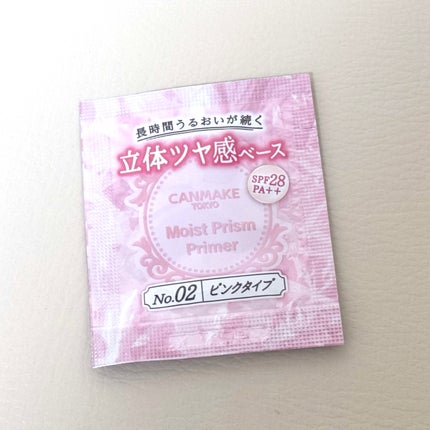 長時間うるおいが続く
立体ツヤ感ベース
SPF28
PA++
CANMAKE
TOKYO
Moist Prism
Primer
No.02 ピンクタイプ